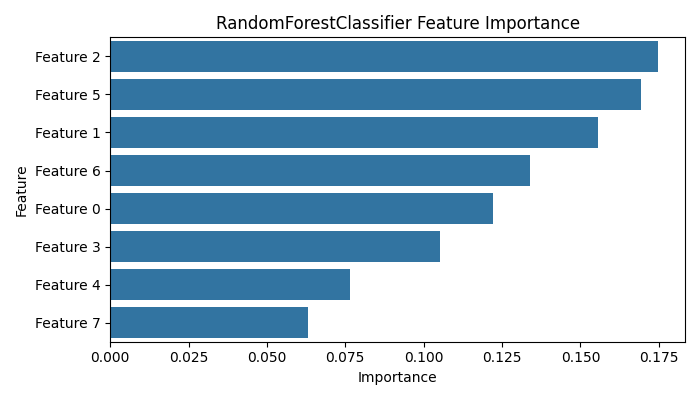 RandomForestClassifier Feature Importance
Feature
Feature 2
Feature 5
Feature 1
Feature 6
Feature 0
Feature 3
Feature 4
Feature 7
0.000 0.025 0.050 0.075 0.100 0.125 0.150 0.175
Importance